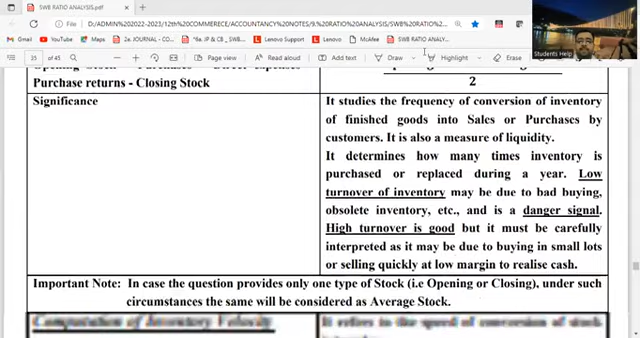 SWB RATIO ANALYSIS.pdf
File
D:/ADMIN%202022-2023/12th%20COMMERECE/ACCOUNTANCY%20NOTES/9.%20RATIO%20ANALYSIS/SWB%20RATIO%20...
Gmail YouTube Maps 2a. JOURNAL - CO... *6a. JP & CB _ SWB... Lenovo Support Lenovo McAfee SWB RATIO ANALY...
35 of 45 Page view Read aloud Add text Draw Highlight Erase
Students Help
Purchase returns - Closing Stock
2
Significance
It studies the frequency of conversion of inventory
of finished goods into Sales or Purchases by
customers. It is also a measure of liquidity.
It determines how many times inventory is
purchased or replaced during a year. Low
turnover of inventory may be due to bad buying,
obsolete inventory, etc., and is a danger signal.
High turnover is good but it must be carefully
interpreted as it may be due to buying in small lots
or selling quickly at low margin to realise cash.
Important Note: In case the question provides only one type of Stock (i.e Opening or Closing), under such
circumstances the same will be considered as Average Stock.
Computation of Inventory Velocity
It refers to the speed of conversion of stock